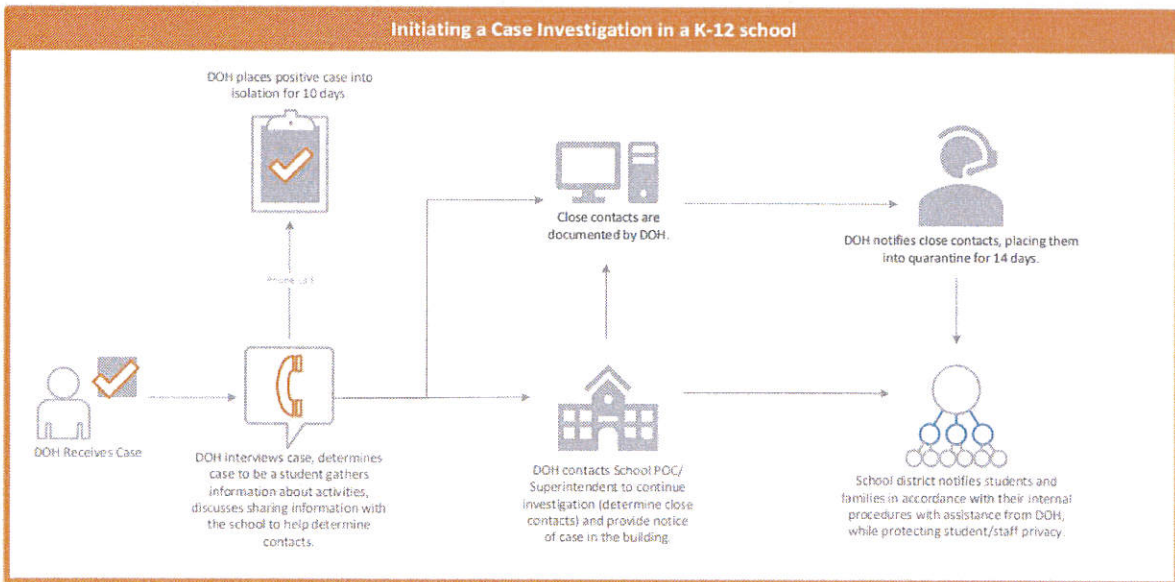 Initiating a Case Investigation in a K-12 school
DOH places positive case into
isolation for 10 days
Close contacts are
documented by DOH.
DOH notifies close contacts, placing them
into quarantine for 14 days.
Phone
DOH Receives Case
DOH interviews case, determines
case to be a student gathers
information about activities,
discusses sharing information with
the school to help determine
contacts.
DOH contacts School POC/
Superintendent to continue
investigation (determine close
contacts) and provide notice
of case in the building.
School district notifies students and
families in accordance with their internal
procedures with assistance from DOH,
while protecting student/staff privacy.